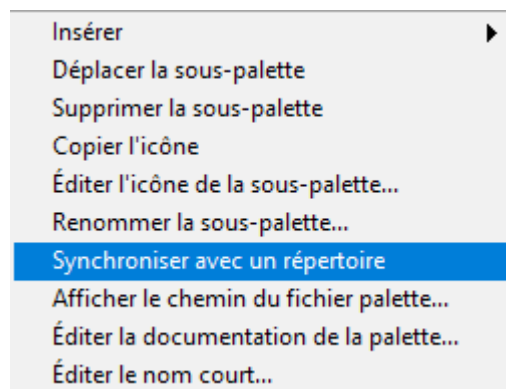 Insérer
Déplacer la sous-palette
Supprimer la sous-palette
Copier l'icône
Éditer l'icône de la sous-palette...
Renommer la sous-palette...
Synchroniser avec un répertoire
Afficher le chemin du fichier palette...
Éditer la documentation de la palette...
Éditer le nom court...